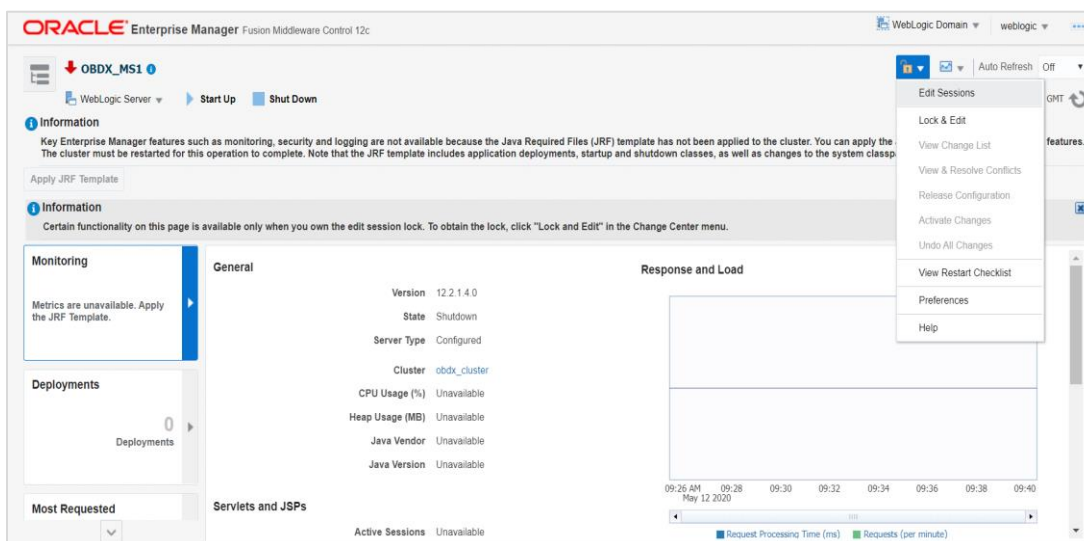 ORACLE Enterprise Manager Fusion Middleware Control 12c
WebLogic Domain
weblogic
OBDX_MS1
Auto Refresh Off
WebLogic Server
Start Up
Shut Down
GMT
Edit Sessions
Lock & Edit
View Change List
View & Resolve Conflicts
Release Configuration
Activate Changes
Undo All Changes
View Restart Checklist
Preferences
Help
Information
Key Enterprise Manager features such as monitoring, security and logging are not available because the Java Required Files (JRF) template has not been applied to the cluster. You can apply the
features.
The cluster must be restarted for this operation to complete. Note that the JRF template includes application deployments, startup and shutdown classes, as well as changes to the system
Apply JRF Template
Information
Certain functionality on this page is available only when you own the edit session lock. To obtain the lock, click "Lock and Edit" in the Change Center menu.
Monitoring
Metrics are unavailable. Apply
the JRF Template.
Deployments
0
Deployments
Most Requested
General
Version 12.2.1.4.0
State Shutdown
Server Type Configured
Cluster obdx_cluster
CPU Usage (%) Unavailable
Heap Usage (MB) Unavailable
Java Vendor Unavailable
Java Version Unavailable
Servlets and JSPs
Active Sessions Unavailable
Response and Load
09:26 AM 09:28 09:30 09:32 09:34 09:36 09:38 09:40
May 12 2020
Request Processing Time (ms) Requests (per minute)